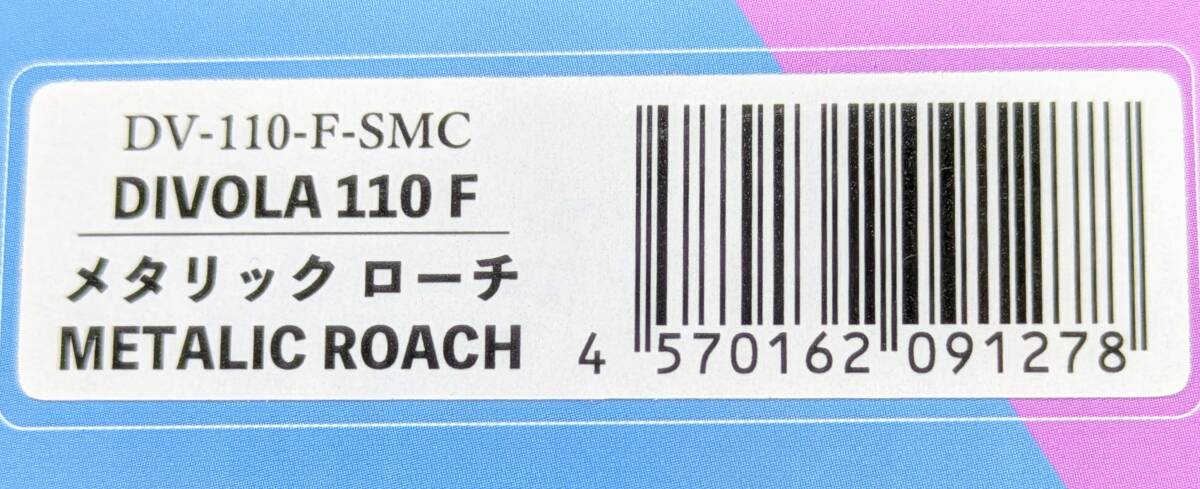 DV-110-F-SMC
DIVOLA 110 F
メタリック ローチ
METALIC ROACH
4 570162 091278